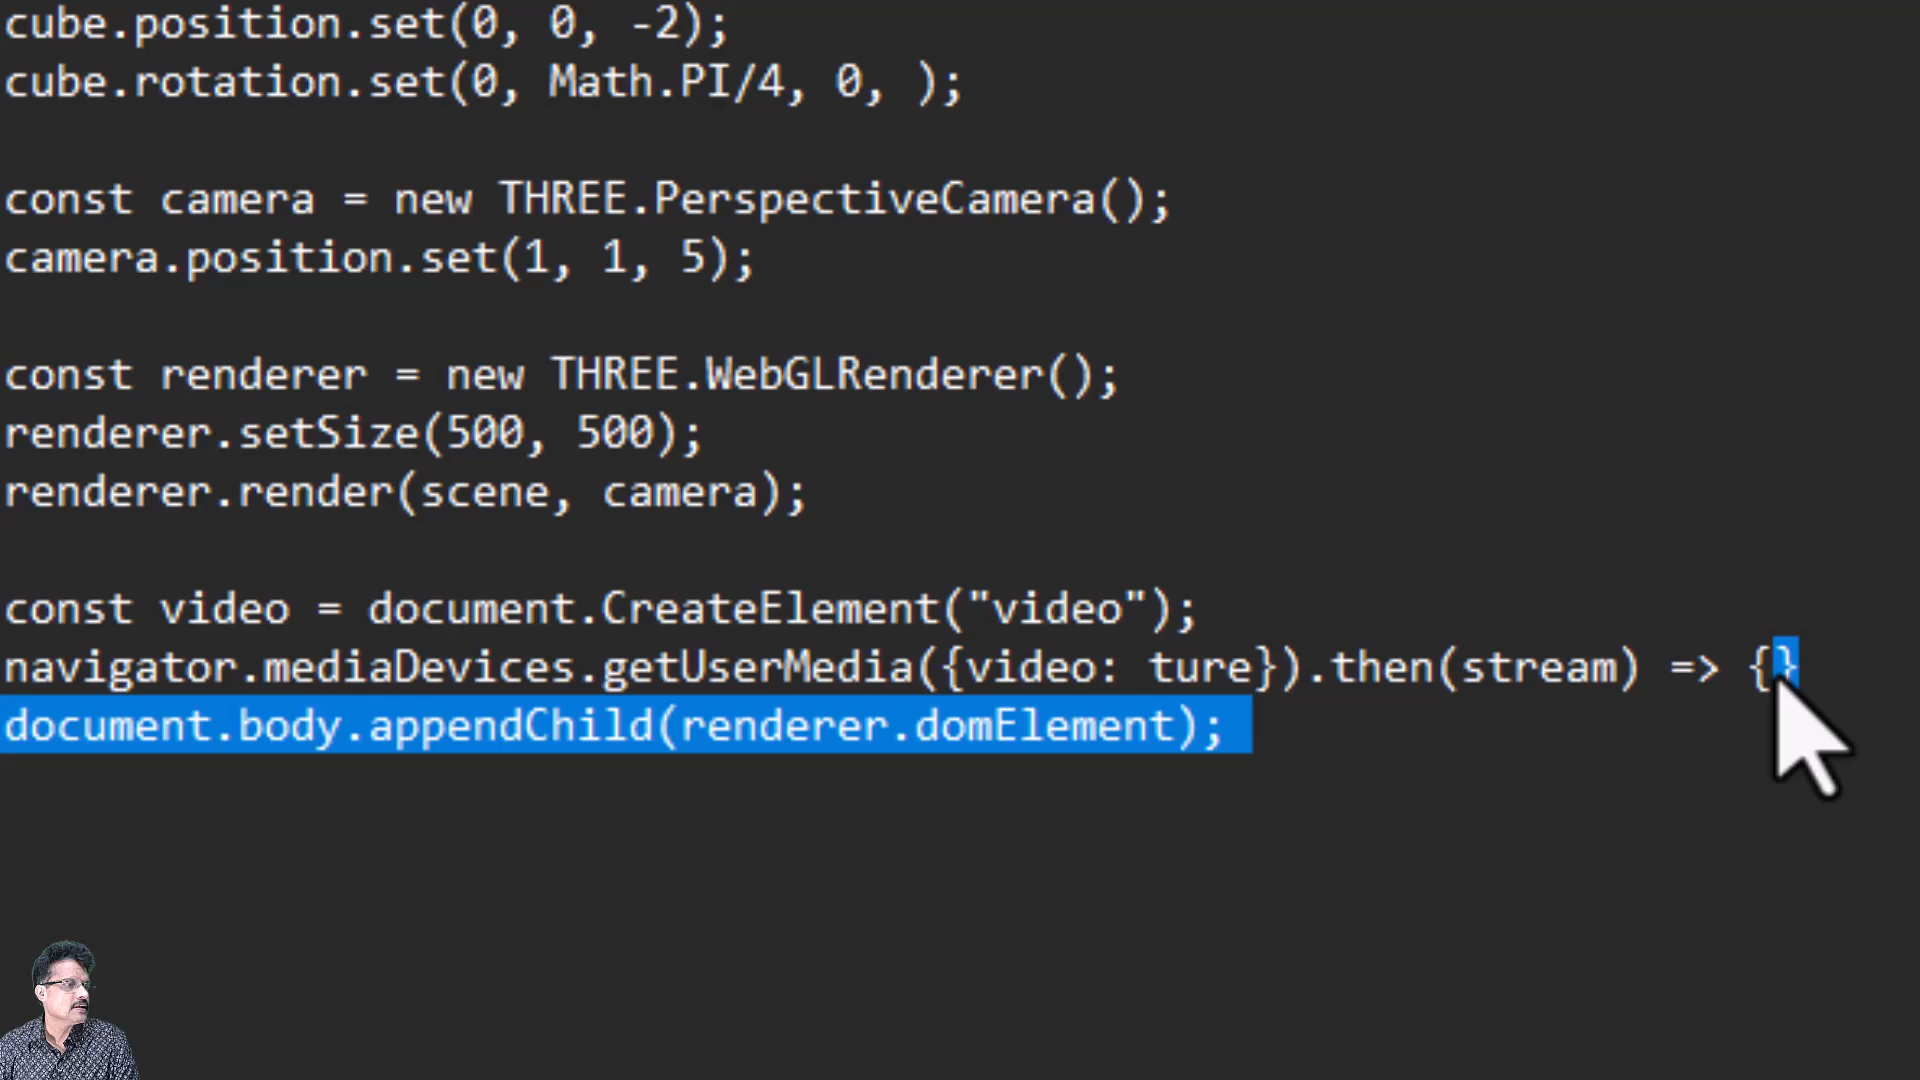 cube.position.set(0, 0, -2);
cube.rotation.set(0, Math.PI/4, 0, );
const camera = new THREE.PerspectiveCamera();
camera.position.set(1, 1, 5);
const renderer = new THREE.WebGLRenderer();
renderer.setSize(500, 500);
renderer.render(scene, camera);
const video = document.CreateElement("video");
navigator.mediaDevices.getUserMedia({video: ture}).then(stream) => {}
document.body.appendChild(renderer.domElement);